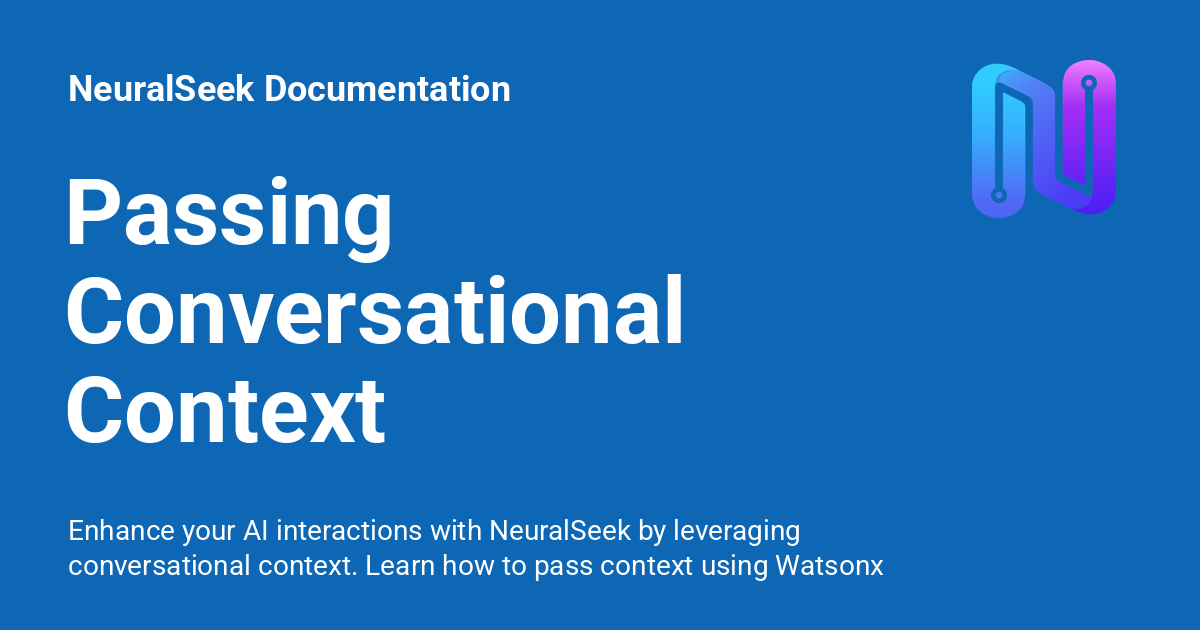 NeuralSeek Documentation
Passing
Conversational
Context
Enhance your AI interactions with NeuralSeek by leveraging
conversational context. Learn how to pass context using Watsonx